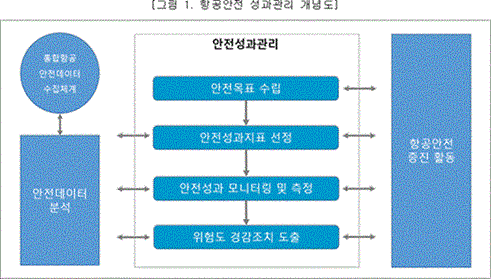 [그림 1. 항공안전 성과관리 개념도]
통합항공
안전데이터
수집체계
안전데이터
분석
안전성과관리
안전목표 수립
안전성과지표 선정
안전성과 모니터링 및 측정
위험도 경감조치 도출
항공안전
증진 활동